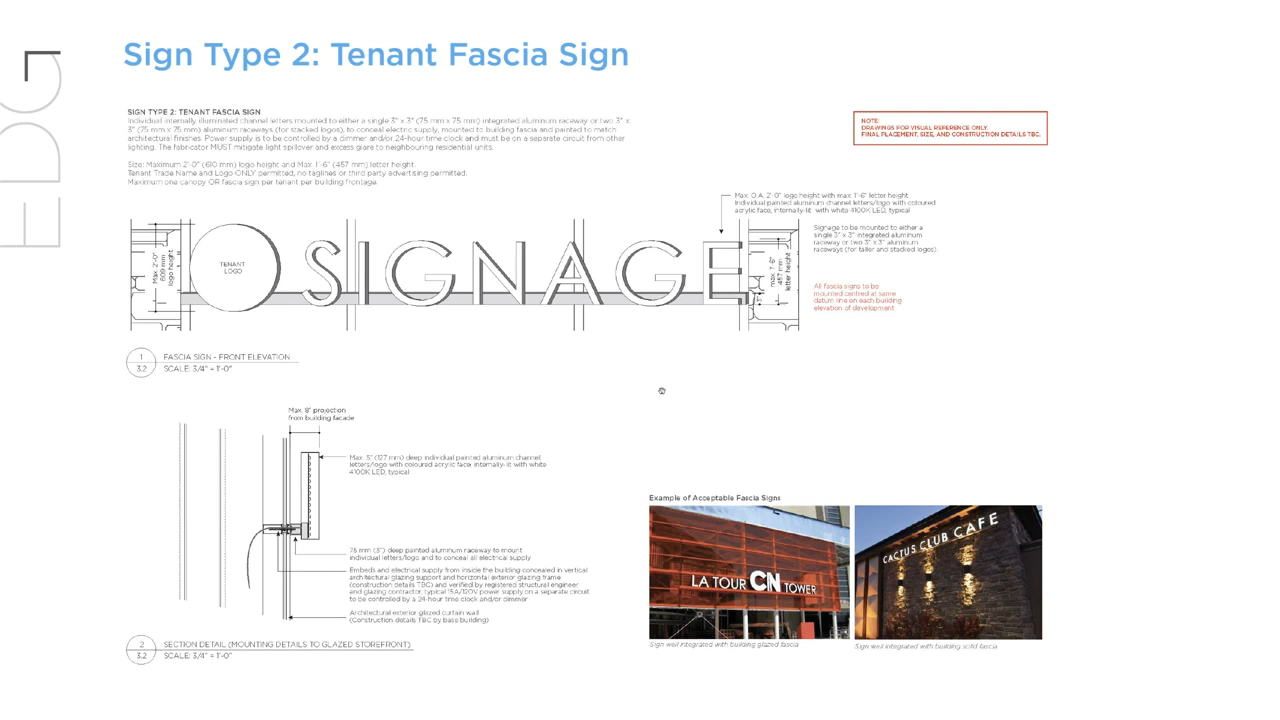 EDG
Sign Type 2: Tenant Fascia Sign
SIGN TYPE 2: TENANT FASCIA SIGN
Individual internally illuminated channel letters mounted to either a single 3" x 3" (75 mm x 75 mm) integrated aluminum raceway or two 3" x
3" (75 mm x 75 mm) aluminum raceways (for stacked logos), to conceal electric supply, mounted to building fascia and painted to match
architectural finishes. Power supply is to be controlled by a dimmer and/or 24-hour time clock and must be on a separate circuit from other
lighting. The fabricator MUST mitigate light spillover and excess glare to neighbouring residential units.
Size: Maximum 2'-0" (610 mm) logo height and Max. 1'-6" (457 mm) letter height.
Tenant Trade Name and Logo ONLY permitted, no taglines or third party advertising permitted.
Maximum one canopy OR fascia sign per tenant per building frontage.
NOTE:
DRAWINGS FOR VISUAL REFERENCE ONLY.
FINAL PLACEMENT, SIZE, AND CONSTRUCTION DETAILS TBC.
Max. O.A. 2'-0" logo height with max. 1'-6" letter height.
Individual painted aluminum channel letters/logo with coloured
acrylic face, internally-lit with white 4100K LED, typical
Signage to be mounted to either a
single 3" x 3" integrated aluminum
raceway or two 3" x 3" aluminum
raceways (for taller and stacked logos).
All fascia signs to be
mounted centred at same
datum line on each building
elevation of development
Max. 2'-0"
609 mm
logo height
TENANT
LOGO
SIGNAGE
max. 1'-6"
457 mm
letter height
3"
1
3.2
FASCIA SIGN - FRONT ELEVATION
SCALE: 3/4" = 1'-0"
Max. 8" projection
from building facade
Max. 5" (127 mm) deep individual painted aluminum channel
letters/logo with coloured acrylic face, internally-lit with white
4100K LED, typical
75 mm (3") deep painted aluminum raceway to mount
individual letters/logo and to conceal all electrical supply
Embeds and electrical supply from inside the building concealed in vertical
architectural glazing support and horizontal exterior glazing frame
(construction details TBC) and verified by registered structural engineer
and glazing contractor, typical 15A/120V power supply on a separate circuit
to be controlled by a 24-hour time clock and/or dimmer
Architectural exterior glazed curtain wall
(Construction details TBC by base building)
2
3.2
SECTION DETAIL (MOUNTING DETAILS TO GLAZED STOREFRONT)
SCALE: 3/4" = 1'-0"
Example of Acceptable Fascia Signs
LA TOUR CN TOWER
CACTUS CLUB CAFE
Sign well integrated with building glazed fascia
Sign well integrated with building solid fascia